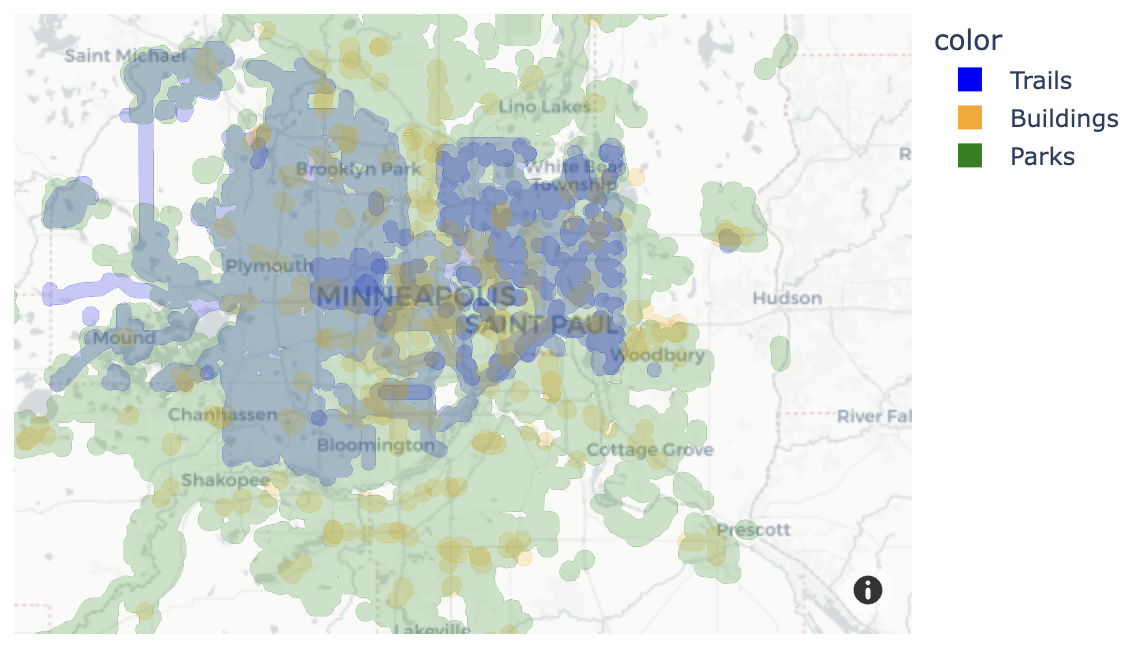 color
Trails
Buildings
Parks
Saint Michael
Lino Lakes
Brooklyn Park
White Bear
Township
R
Plymouth
MINNEAPOLIS
Hudson
SAINT PAUL
Mound
Woodbury
Chanhassen
River Fal
Bloomington
Cottage Grove
Shakopee
Prescott
i
Lakeville